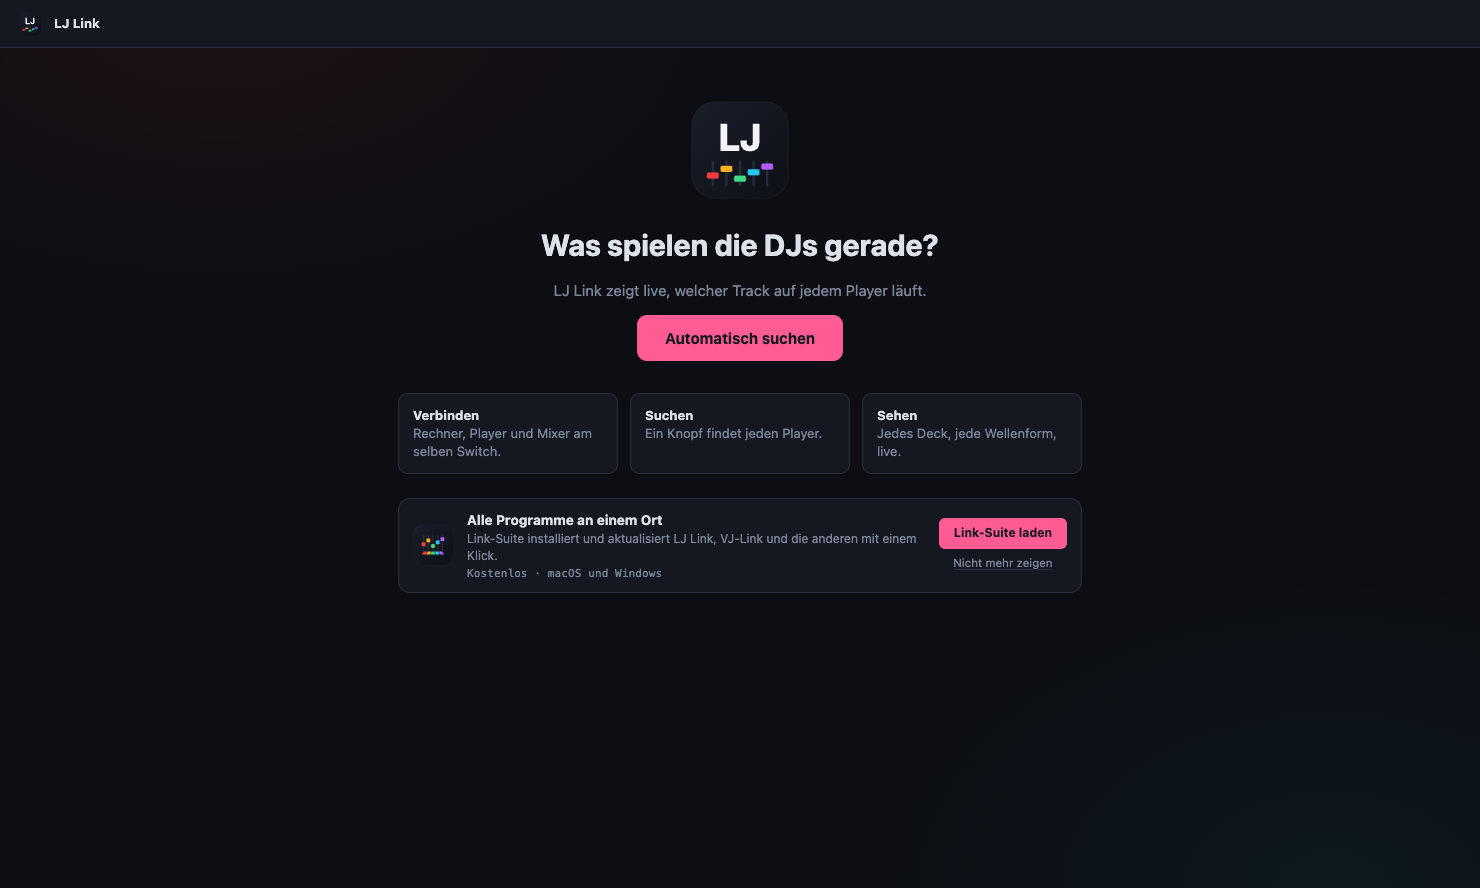 LJ
LJ Link
LJ
Was spielen die DJs gerade?
LJ Link zeigt live, welcher Track auf jedem Player läuft.
Automatisch suchen
Verbinden
Rechner, Player und Mixer am
selben Switch.
Suchen
Ein Knopf findet jeden Player.
Sehen
Jedes Deck, jede Wellenform,
live.
Alle Programme an einem Ort
Link-Suite installiert und aktualisiert LJ Link, VJ-Link und die anderen mit einem
Klick.
Kostenlos · macOS und Windows
Link-Suite laden
Nicht mehr zeigen